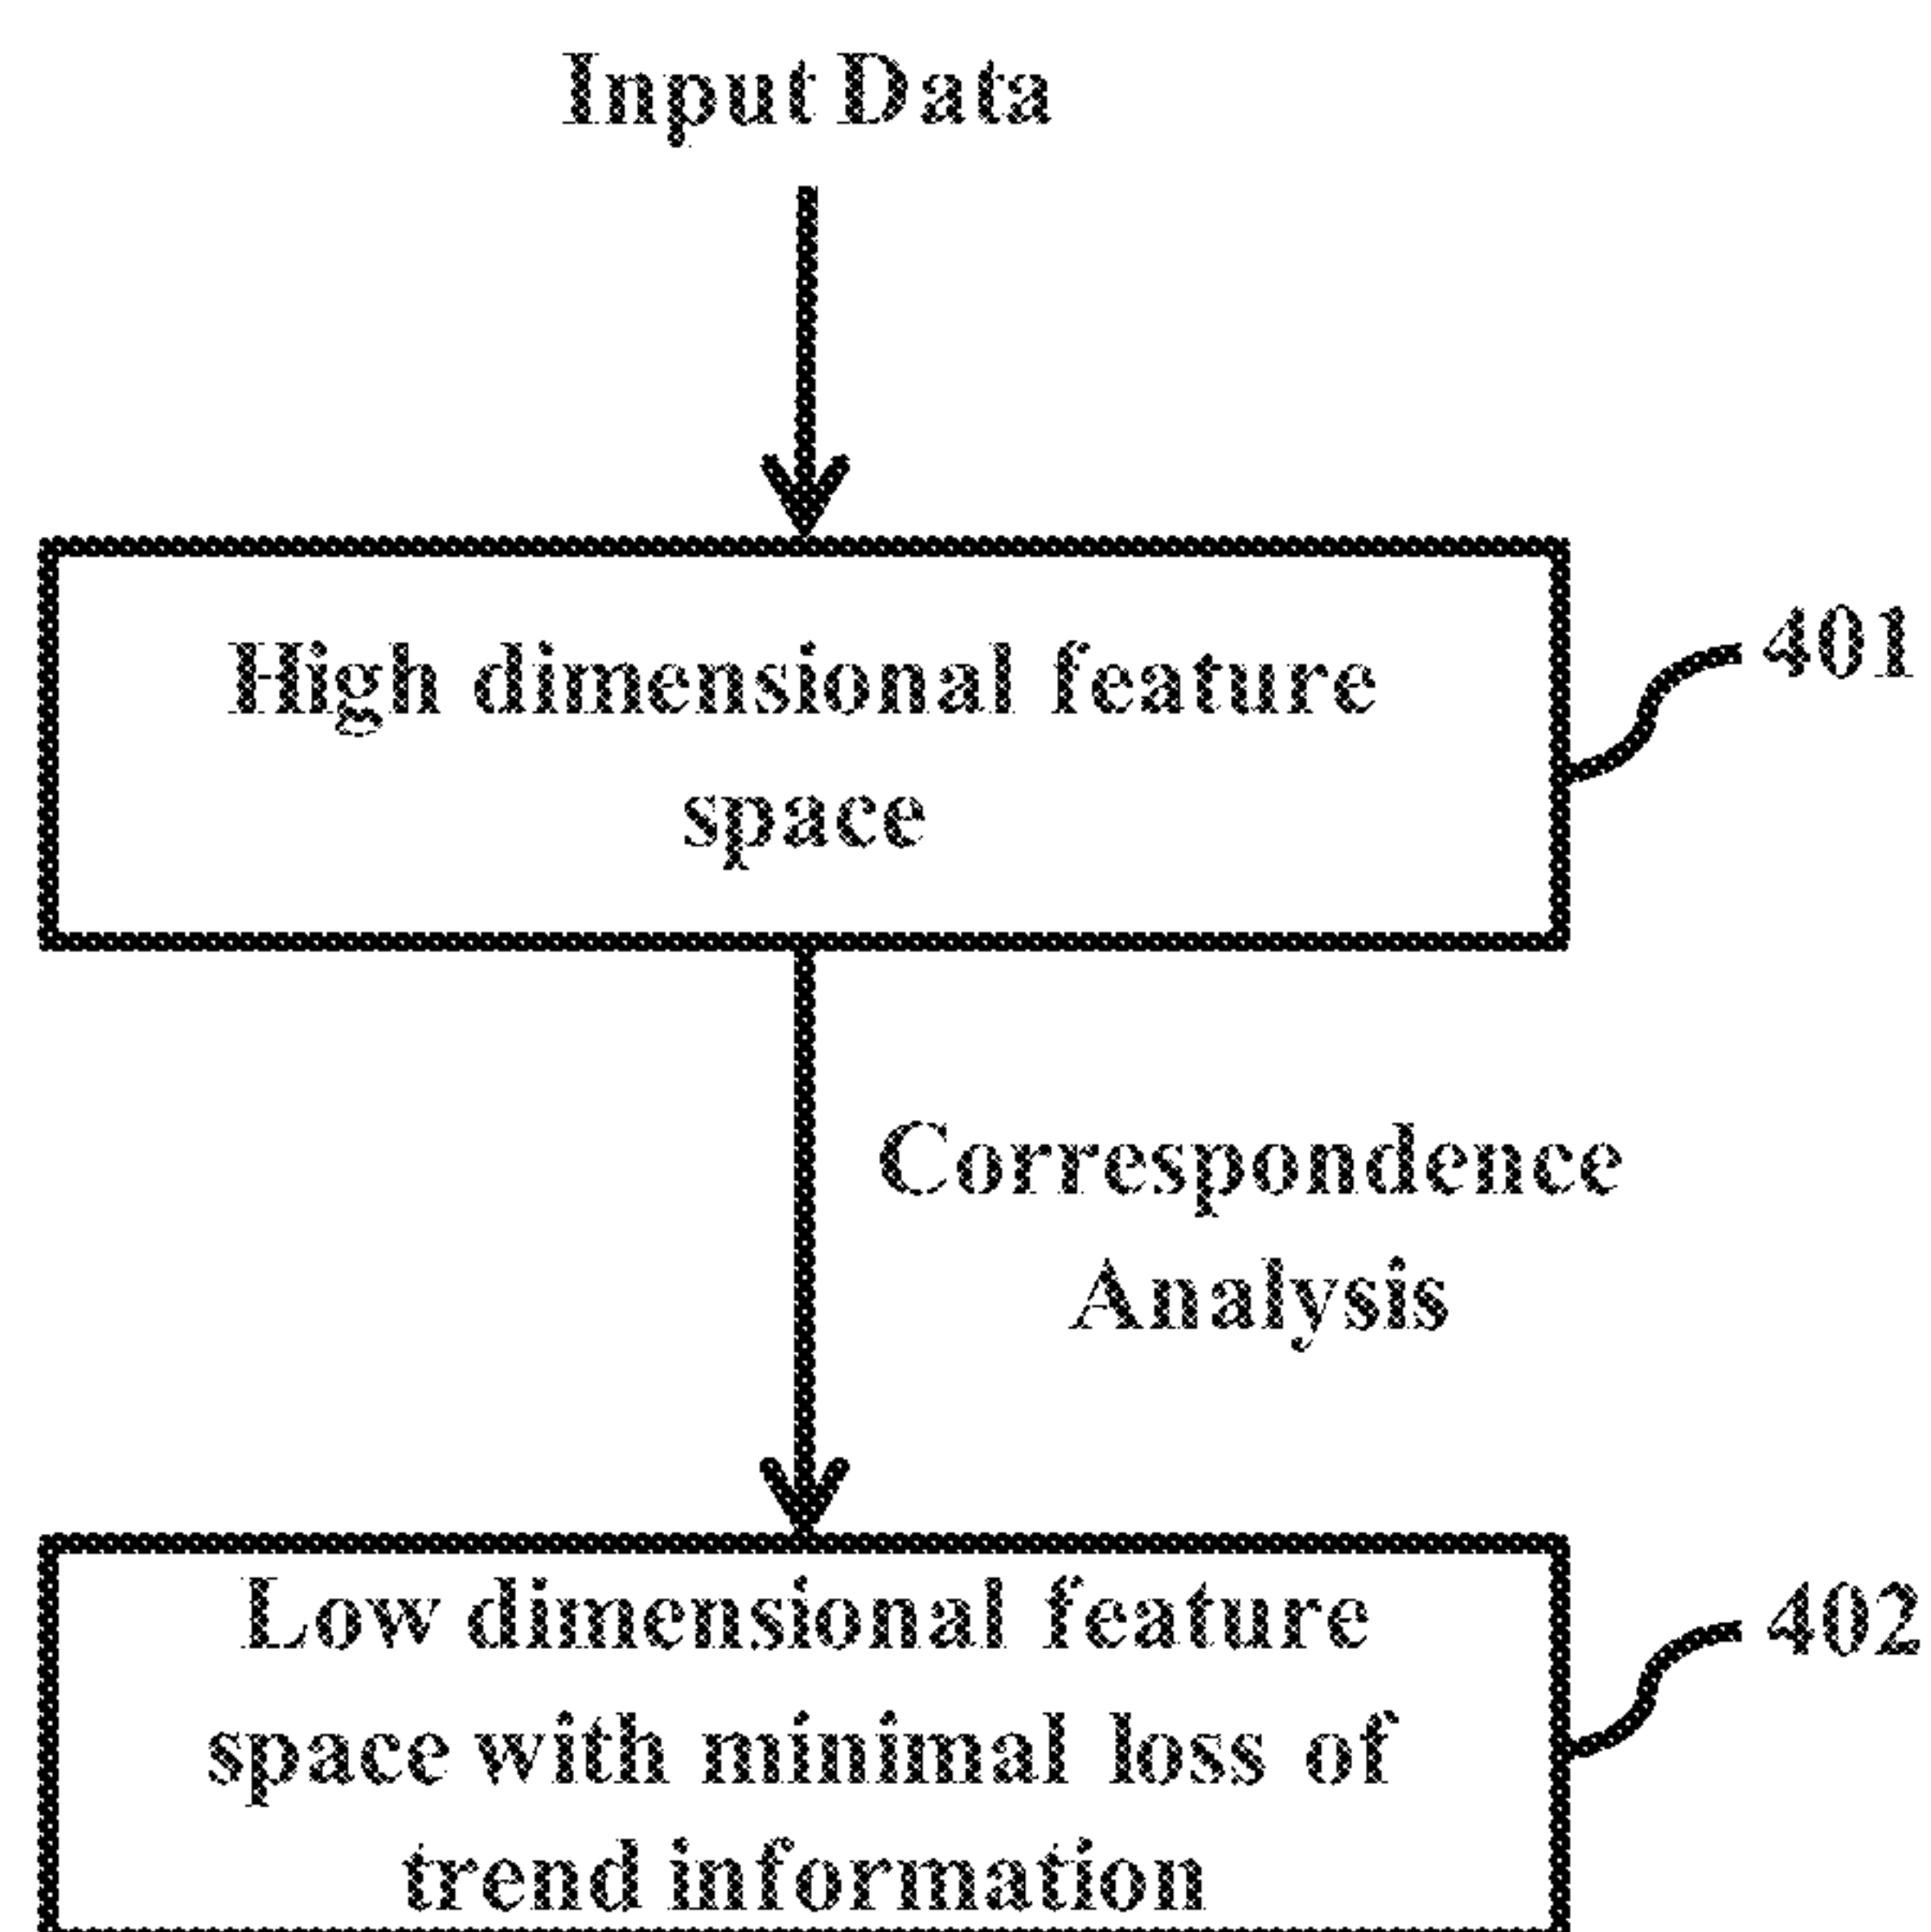 Input Data
High dimensional feature
space
401
Correspondence
Analysis
Low dimensional feature
space with minimal loss of
trend information
402